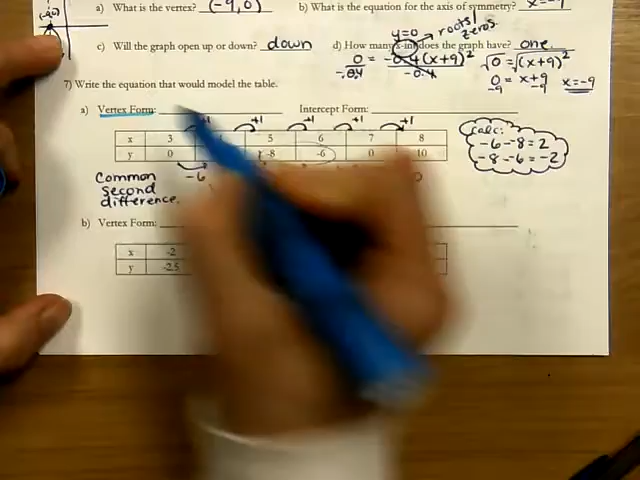 a) What is the vertex? (-9,0) b) What is the equation for the axis of symmetry? x=-9
(-9,0)
y=0 roots/
zeros
c) Will the graph open up or down? down d) How many x-int does the graph have? one
0 = -0.4(x+9)² √0 = √(x+9)²
-0.4 -0.4 0 = x+9
-9 -9 x=-9
7) Write the equation that would model the table.
a) Vertex Form: Intercept Form:
+1 +1 +1 +1 +1
x 3 5 6 7 8
y 0 -8 -6 0 10
Calc:
-6--8=2
-8-6=-2
Common
second
difference.
-6
b) Vertex Form:
x -2
y -25